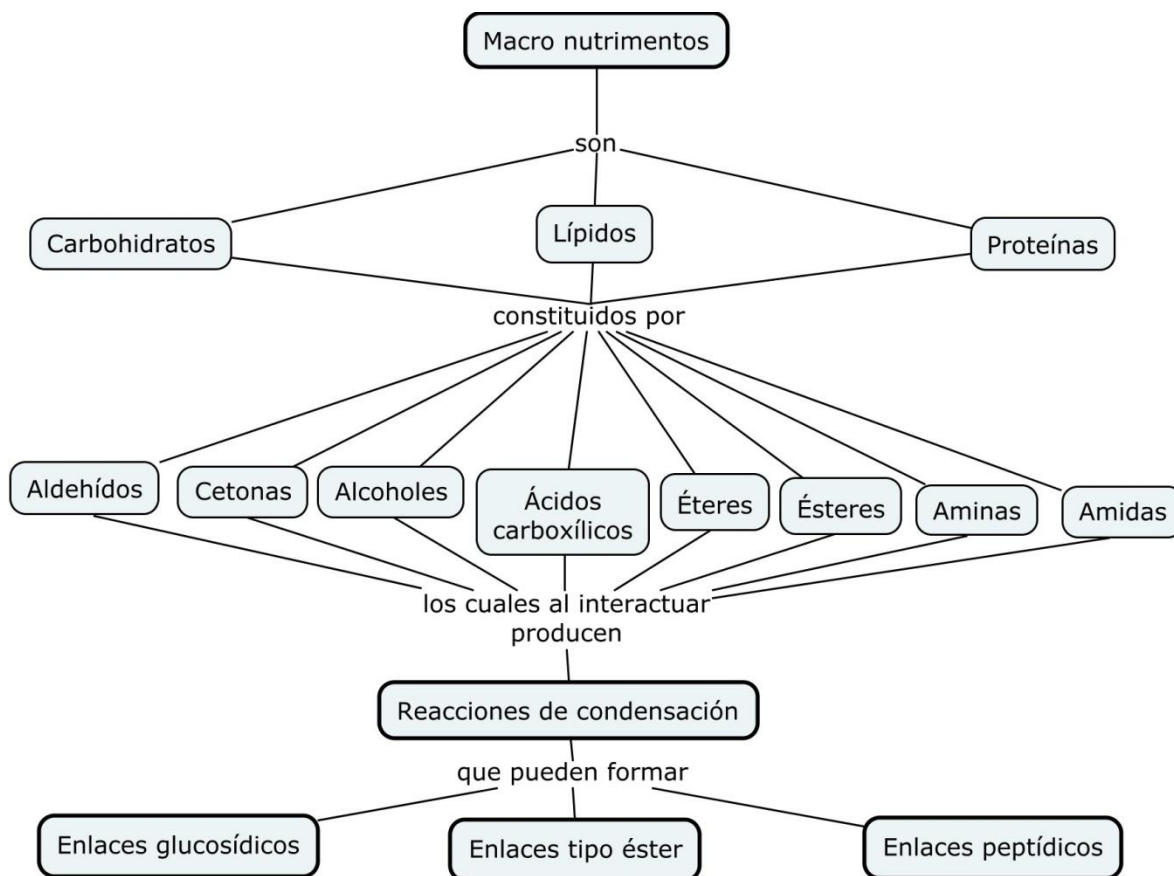 Macro nutrimentos
son
Carbohidratos
Lípidos
Proteínas
constituidos por
Aldehídos
Cetonas
Alcoholes
Ácidos
carboxílicos
Éteres
Ésteres
Aminas
Amidas
los cuales al interactuar
producen
Reacciones de condensación
que pueden formar
Enlaces glucosídicos
Enlaces tipo éster
Enlaces peptídicos